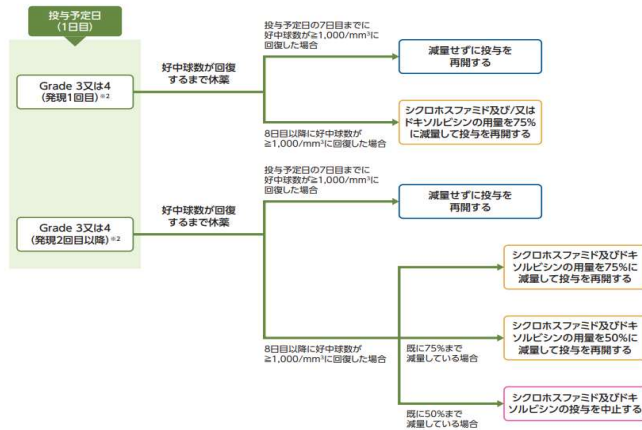 投与予定日
(1日目)
投与予定日の7日目までに
好中球数が≧1,000/mm³に
回復した場合
減量せずに投与を
再開する
好中球数が回復
するまで休薬
Grade 3又は4
(発現1回目)※2
シクロホスファミド及び/又は
ドキソルビシンの用量を75%
に減量して投与を再開する
8日目以降に好中球数が
≧1,000/mm³に回復した場合
投与予定日の7日目までに
好中球数が≧1,000/mm³に
回復した場合
減量せずに投与を
再開する
好中球数が回復
するまで休薬
Grade 3又は4
(発現2回目以降)※2
シクロホスファミド及びドキ
ソルビシンの用量を75%に
減量して投与を再開する
8日目以降に好中球数が
≧1,000/mm³に回復した場合
既に75%まで
減量している場合
シクロホスファミド及びドキ
ソルビシンの用量を50%に
減量して投与を再開する
既に50%まで
減量している場合
シクロホスファミド及びドキ
ソルビシンの投与を中止する